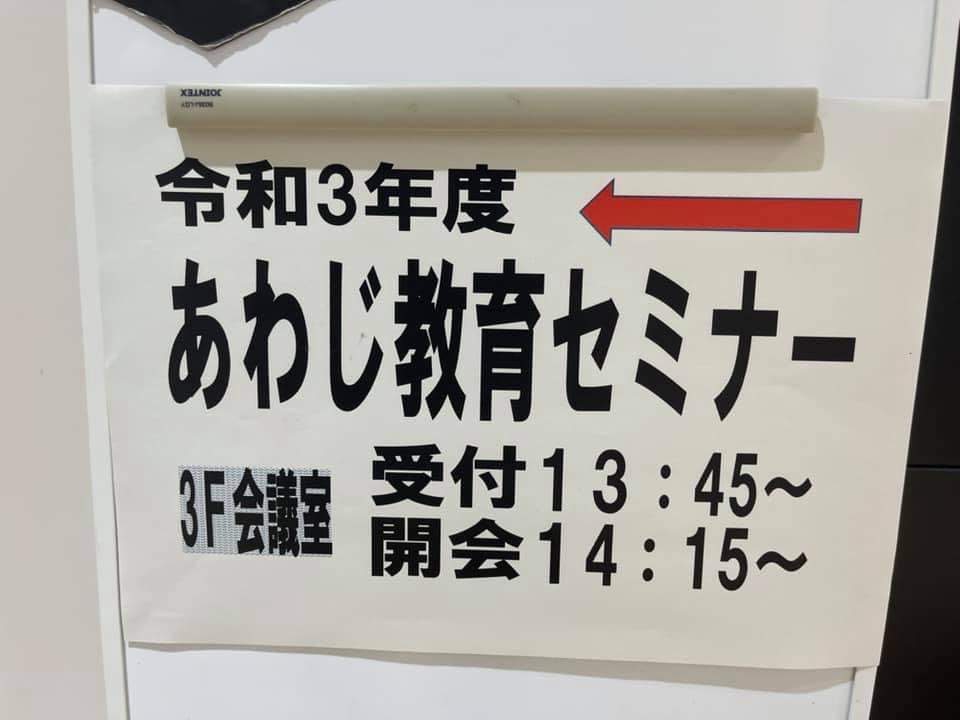 JOINTEX
令和3年度
あわじ教育セミナー
3F会議室
受付13:45～
開会14:15～